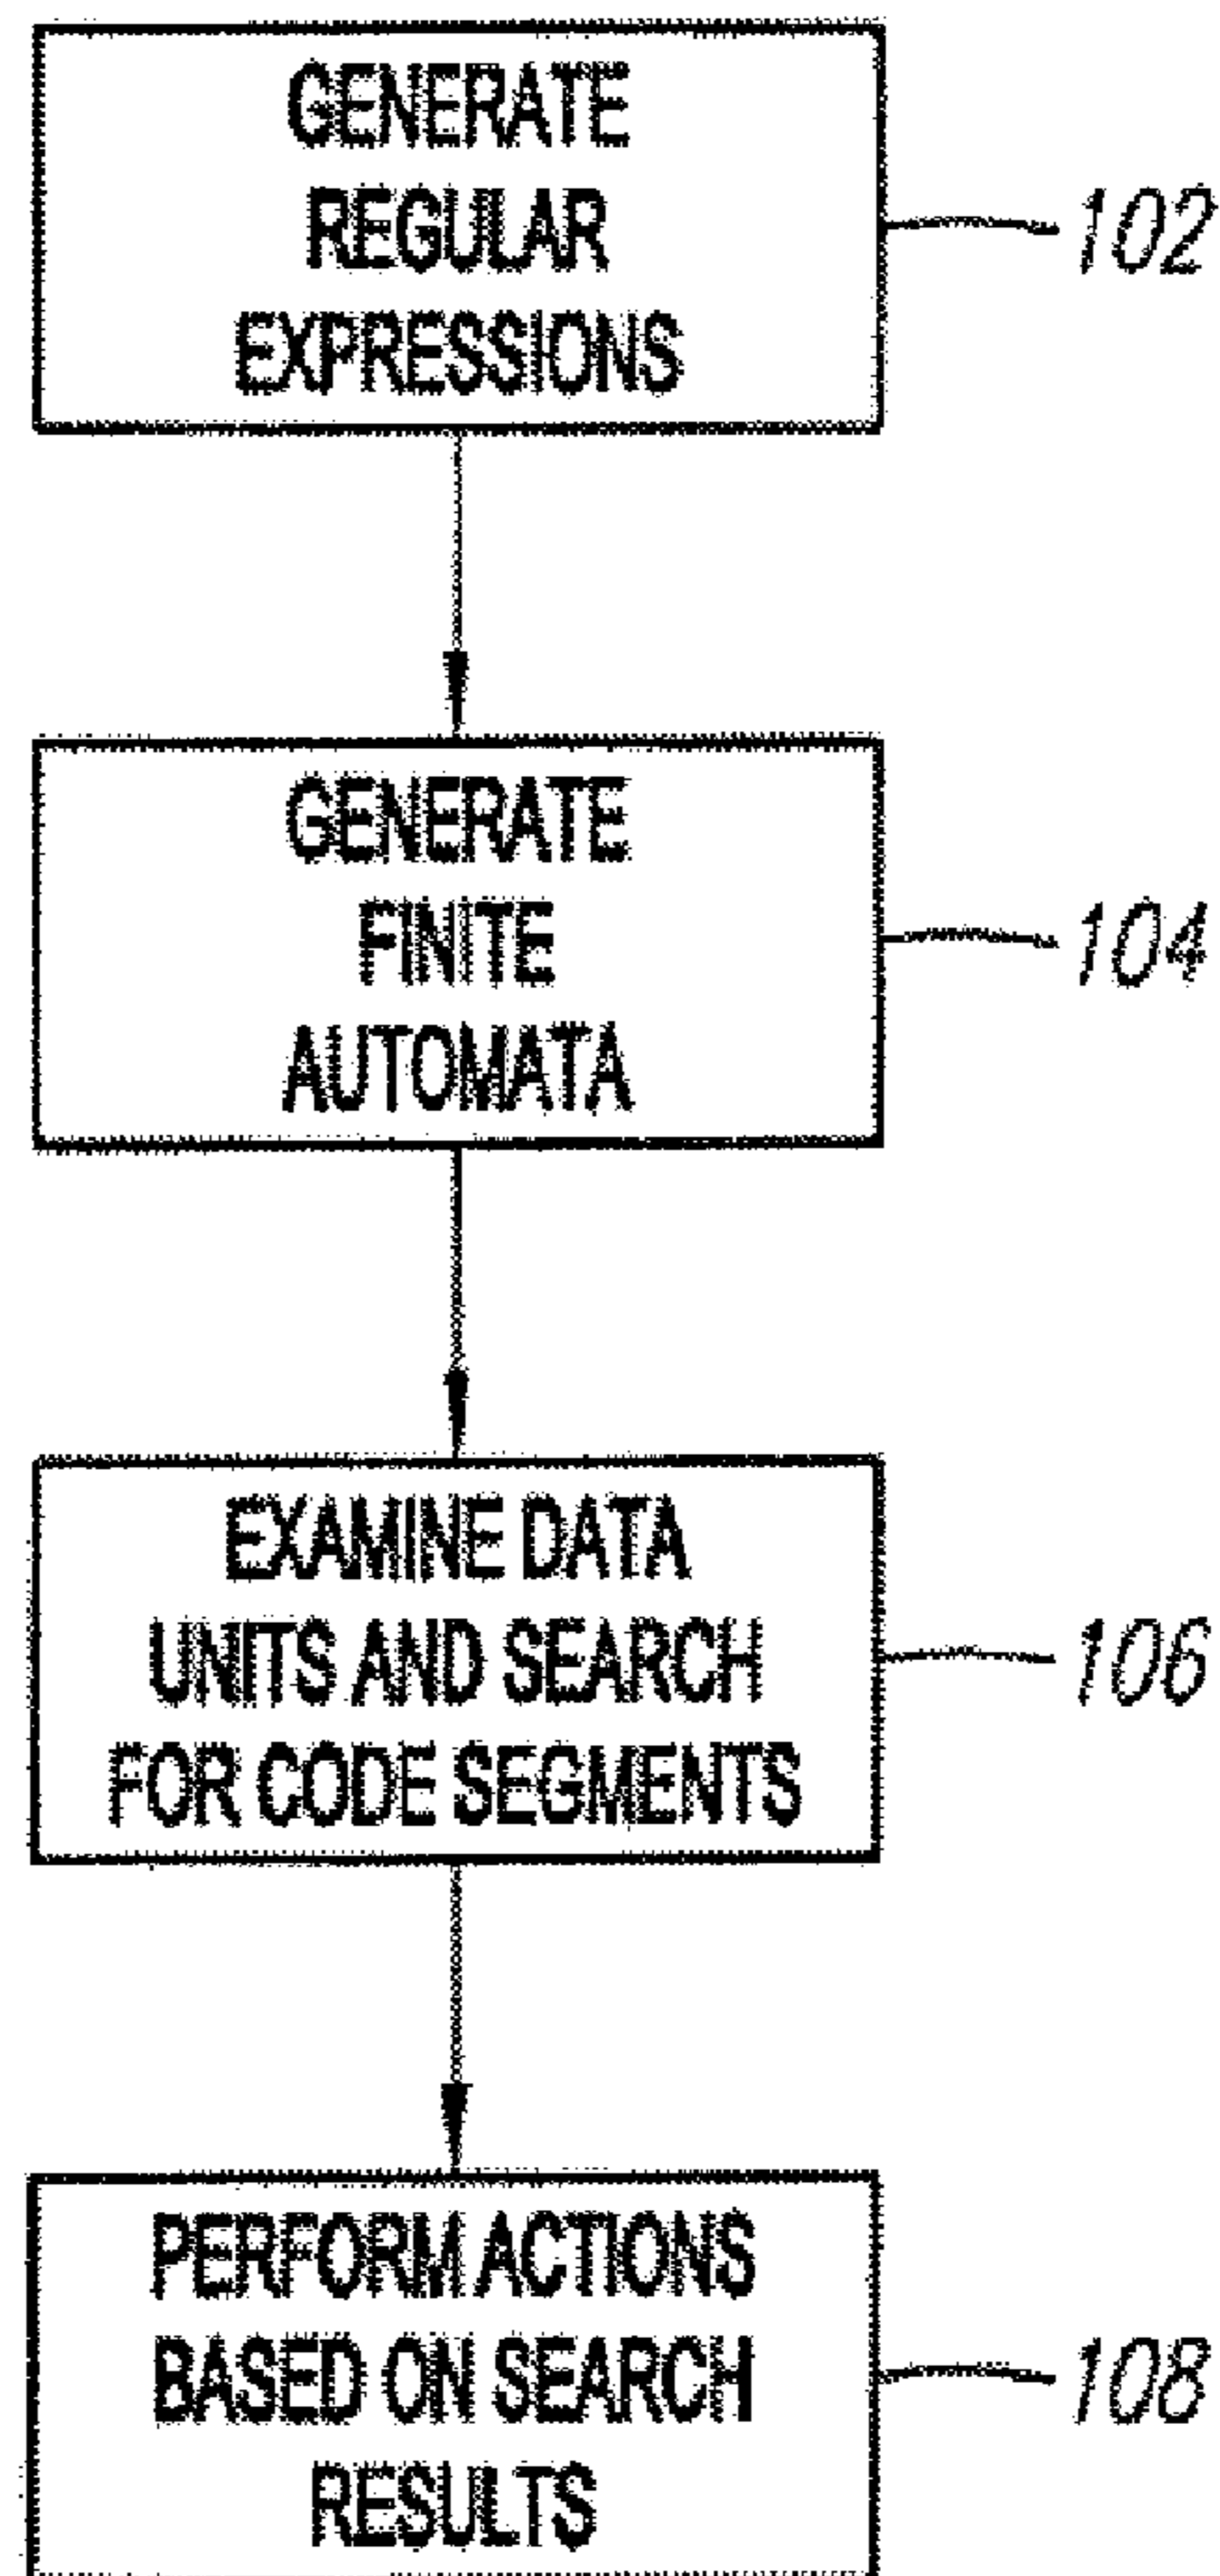 GENERATE
REGULAR
EXPRESSIONS
102
GENERATE
FINITE
AUTOMATA
104
EXAMINE DATA
UNITS AND SEARCH
FOR CODE SEGMENTS
106
PERFORM ACTIONS
BASED ON SEARCH
RESULTS
108